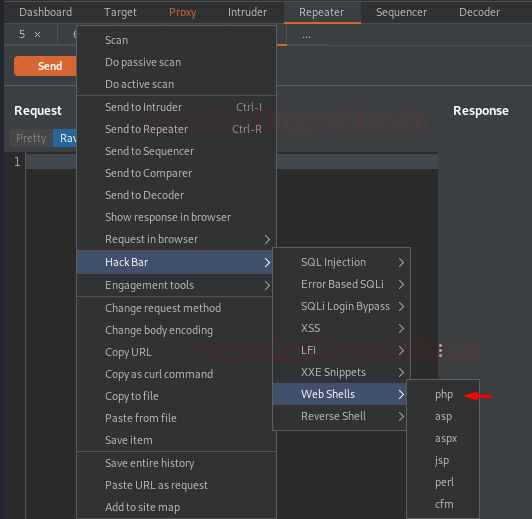 Dashboard Target Proxy Intruder Repeater Sequencer Decoder
5 × 6 ...
Send
Request Response
Pretty Raw
1
Scan
Do passive scan
Do active scan
Send to Intruder Ctrl-I
Send to Repeater Ctrl-R
Send to Sequencer
Send to Comparer
Send to Decoder
Show response in browser
Request in browser
Hack Bar
Engagement tools
Change request method
Change body encoding
Copy URL
Copy as curl command
Copy to file
Paste from file
Save item
Save entire history
Paste URL as request
Add to site map
SQL Injection
Error Based SQLi
SQLi Login Bypass
XSS
LFI
XXE Snippets
Web Shells
Reverse Shell
php
asp
aspx
jsp
perl
cfm